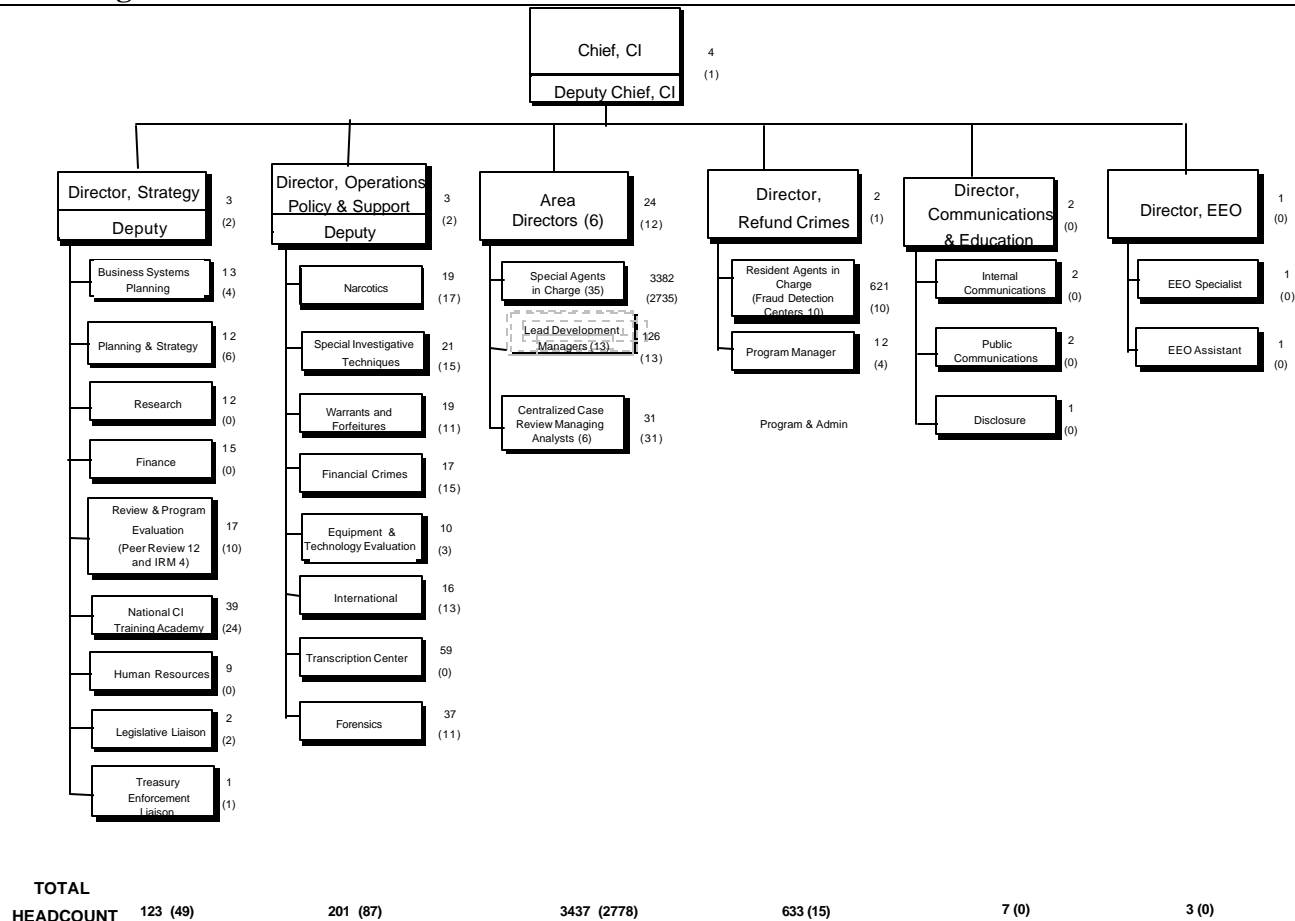 Chief, CI
4
(1)
Deputy Chief, CI
Director, Strategy
3
(2)
Deputy
Business Systems
Planning
13
(4)
Planning & Strategy
12
(6)
Research
12
(0)
Finance
15
(0)
Review & Program
Evaluation
(Peer Review 12
and IRM 4)
17
(10)
National CI
Training Academy
39
(24)
Human Resources
9
(0)
Legislative Liaison
2
(2)
Treasury
Enforcement
Liaison
1
(1)
Director, Operations
Policy & Support
3
(2)
Deputy
Narcotics
19
(17)
Special Investigative
Techniques
21
(15)
Warrants and
Forfeitures
19
(11)
Financial Crimes
17
(15)
Equipment &
Technology Evaluation
10
(3)
International
16
(13)
Transcription Center
59
(0)
Forensics
37
(11)
Area
Directors (6)
24
(12)
Special Agents
in Charge (35)
3382
(2735)
Lead Development
Managers (13)
126
(13)
Centralized Case
Review Managing
Analysts (6)
31
(31)
Director,
Refund Crimes
2
(1)
Resident Agents in
Charge
(Fraud Detection
Centers 10)
621
(10)
Program Manager
12
(4)
Program & Admin
Director,
Communications
& Education
2
(0)
Internal
Communications
2
(0)
Public
Communications
2
(0)
Disclosure
1
(0)
Director, EEO
1
(0)
EEO Specialist
1
(0)
EEO Assistant
1
(0)
TOTAL
HEADCOUNT 123 (49) 201 (87) 3437 (2778) 633 (15) 7 (0) 3 (0)